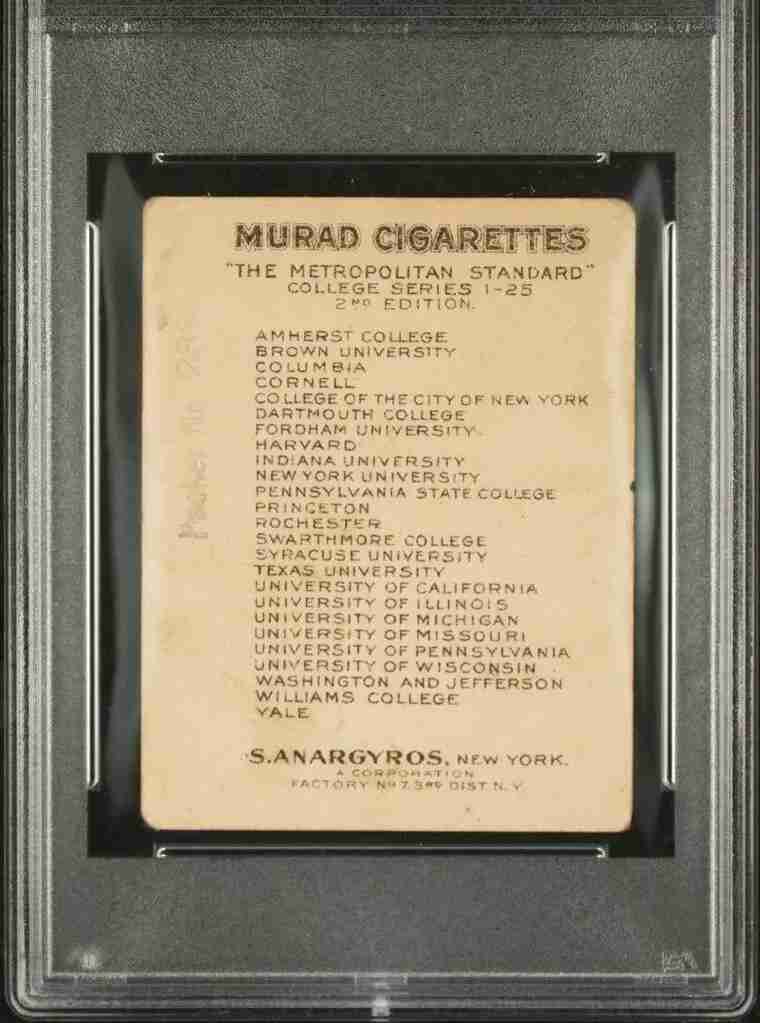 MURAD CIGARETTES
"THE METROPOLITAN STANDARD"
COLLEGE SERIES 1-25
2ND EDITION.
AMHERST COLLEGE
BROWN UNIVERSITY
COLUMBIA
CORNELL
COLLEGE OF THE CITY OF NEW YORK
DARTMOUTH COLLEGE
FORDHAM UNIVERSITY
HARVARD
INDIANA UNIVERSITY
NEW YORK UNIVERSITY
PENNSYLVANIA STATE COLLEGE
PRINCETON
ROCHESTER
SWARTHMORE COLLEGE
SYRACUSE UNIVERSITY
TEXAS UNIVERSITY
UNIVERSITY OF CALIFORNIA
UNIVERSITY OF ILLINOIS
UNIVERSITY OF MICHIGAN
UNIVERSITY OF MISSOURI
UNIVERSITY OF PENNSYLVANIA
UNIVERSITY OF WISCONSIN
WASHINGTON AND JEFFERSON
WILLIAMS COLLEGE
YALE
S. ANARGYROS, NEW YORK.
A CORPORATION
FACTORY NO 7. 3RD DIST. N. Y.